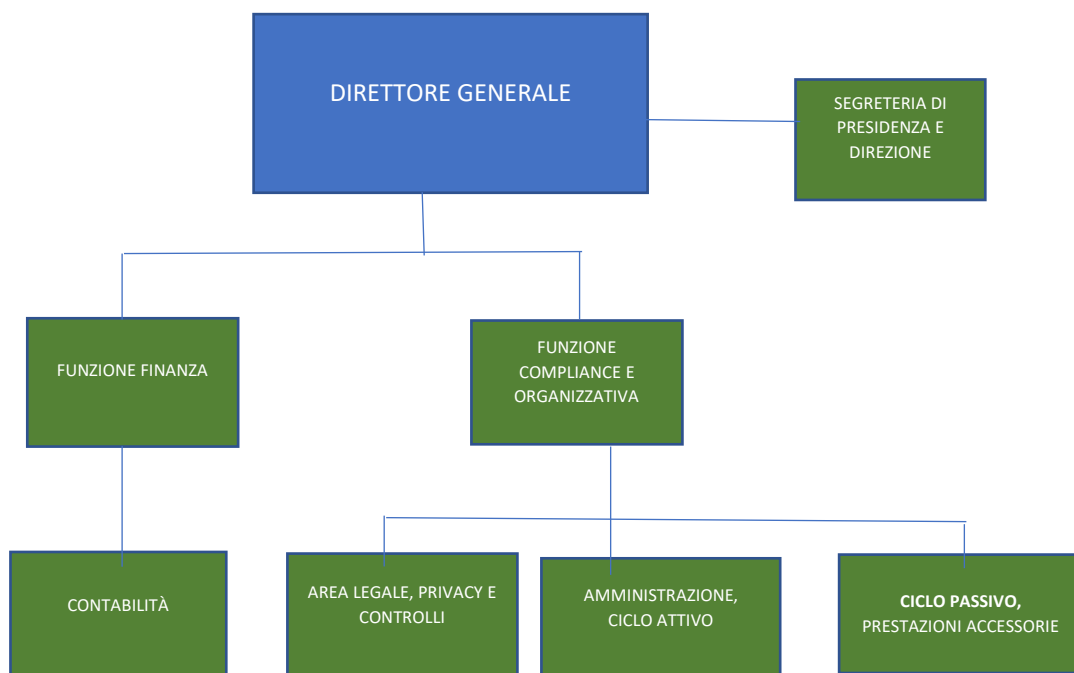 DIRETTORE GENERALE
SEGRETERIA DI
PRESIDENZA E
DIREZIONE
FUNZIONE FINANZA
FUNZIONE
COMPLIANCE E
ORGANIZZATIVA
CONTABILITÀ
AREA LEGALE, PRIVACY E
CONTROLLI
AMMINISTRAZIONE,
CICLO ATTIVO
CICLO PASSIVO,
PRESTAZIONI ACCESSORIE